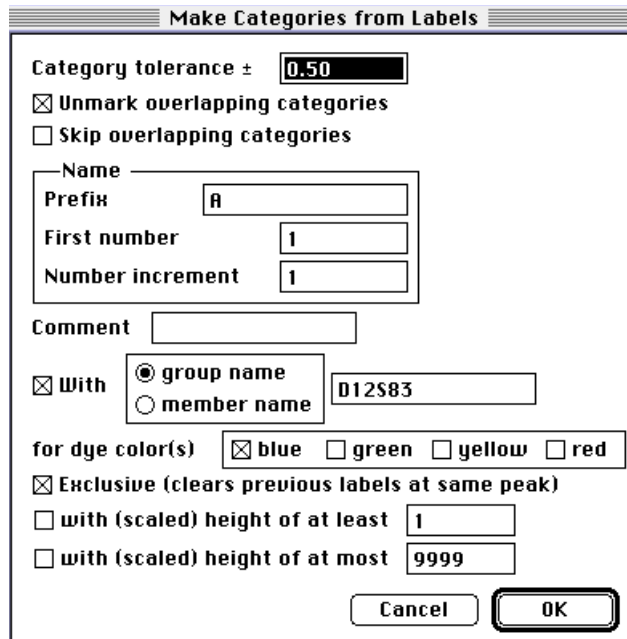 Make Categories from Labels
Category tolerance ± 0.50
Unmark overlapping categories
Skip overlapping categories
Name
Prefix A
First number 1
Number increment 1
Comment
With group name D12S83
member name
for dye color(s) blue green yellow red
Exclusive (clears previous labels at same peak)
with (scaled) height of at least 1
with (scaled) height of at most 9999
Cancel OK